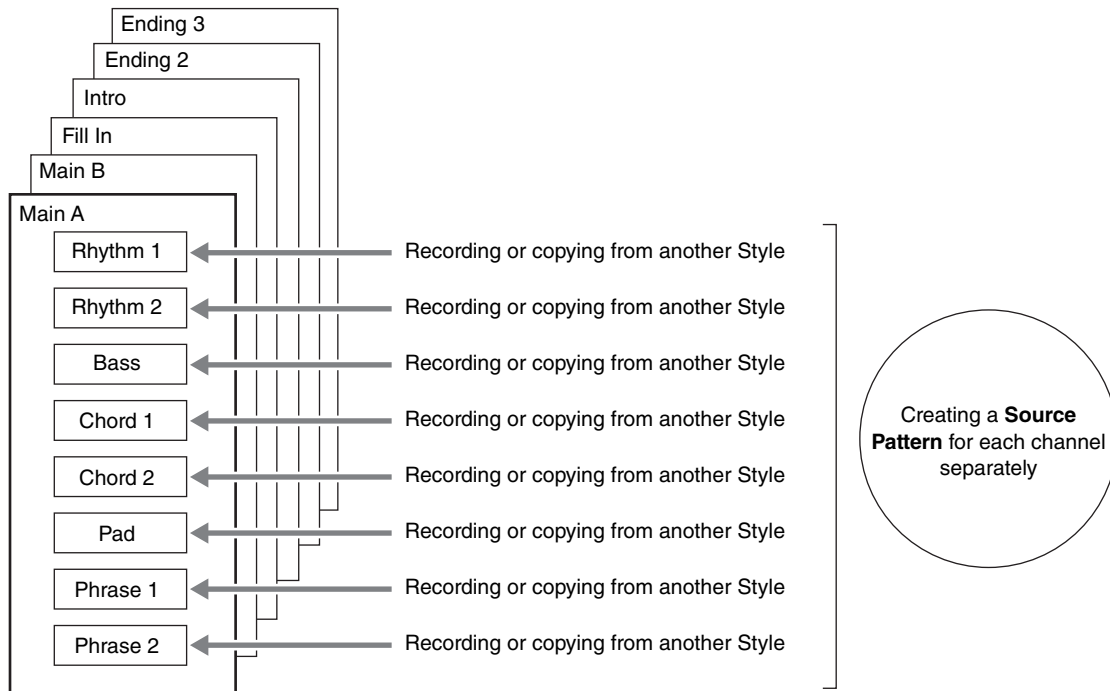 Ending 3
Ending 2
Intro
Fill In
Main B
Main A
Rhythm 1
Recording or copying from another Style
Rhythm 2
Recording or copying from another Style
Bass
Recording or copying from another Style
Chord 1
Recording or copying from another Style
Chord 2
Recording or copying from another Style
Pad
Recording or copying from another Style
Phrase 1
Recording or copying from another Style
Phrase 2
Recording or copying from another Style
Creating a Source
Pattern for each channel
separately